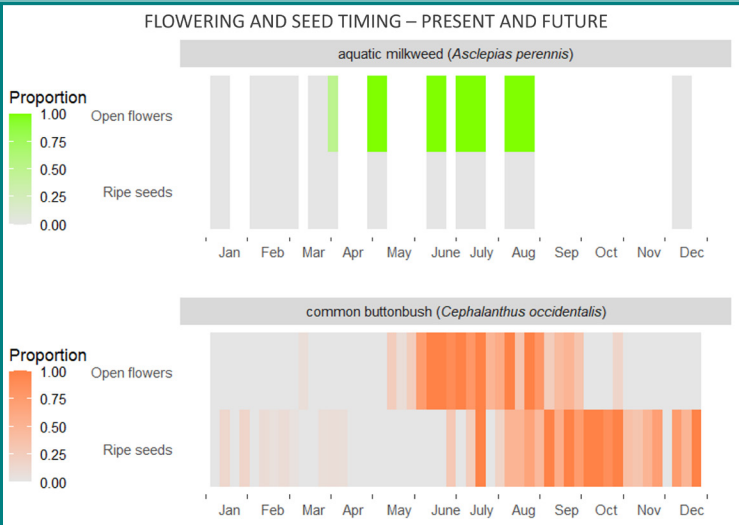 FLOWERING AND SEED TIMING – PRESENT AND FUTURE
aquatic milkweed (Asclepias perennis)
Proportion
1.00
0.75
0.50
0.25
0.00
Open flowers
Ripe seeds
Jan Feb Mar Apr May June July Aug Sep Oct Nov Dec
common buttonbush (Cephalanthus occidentalis)
Proportion
1.00
0.75
0.50
0.25
0.00
Open flowers
Ripe seeds
Jan Feb Mar Apr May June July Aug Sep Oct Nov Dec